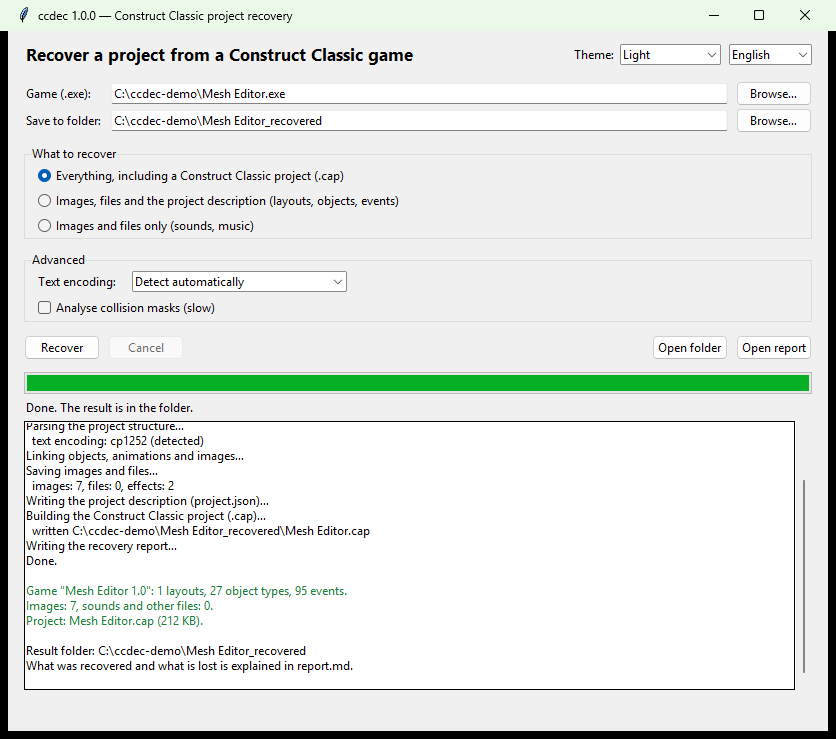 ccdec 1.0.0 — Construct Classic project recovery
Recover a project from a Construct Classic game
Theme: Light English
Game (.exe): C:\ccdec-demo\Mesh Editor.exe Browse...
Save to folder: C:\ccdec-demo\Mesh Editor_recovered Browse...
What to recover
Everything, including a Construct Classic project (.cap)
Images, files and the project description (layouts, objects, events)
Images and files only (sounds, music)
Advanced
Text encoding: Detect automatically
Analyse collision masks (slow)
Recover Cancel Open folder Open report
Done. The result is in the folder.
Parsing the project structure...
text encoding: cp1252 (detected)
Linking objects, animations and images...
Saving images and files...
images: 7, files: 0, effects: 2
Writing the project description (project.json)...
Building the Construct Classic project (.cap)...
written C:\ccdec-demo\Mesh Editor_recovered\Mesh Editor.cap
Writing the recovery report...
Done.
Game "Mesh Editor 1.0": 1 layouts, 27 object types, 95 events.
Images: 7, sounds and other files: 0.
Project: Mesh Editor.cap (212 KB).
Result folder: C:\ccdec-demo\Mesh Editor_recovered
What was recovered and what is lost is explained in report.md.